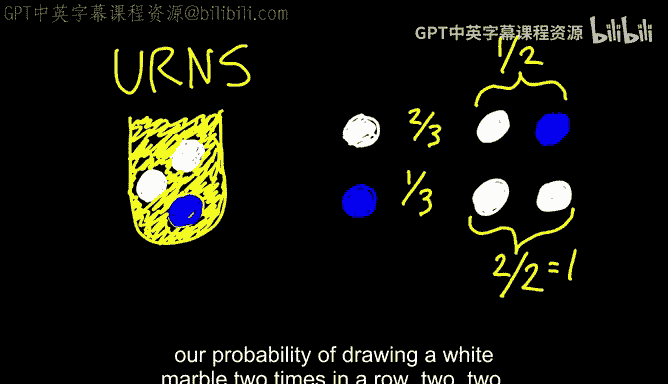 GPT中英字幕课程资源@bilibili.com
GPT中英字幕课程资源 bilibili
URNS
1/2
2/3
1/3
2/2=1
our probability of drawing a white
marble two times in a row, two, two